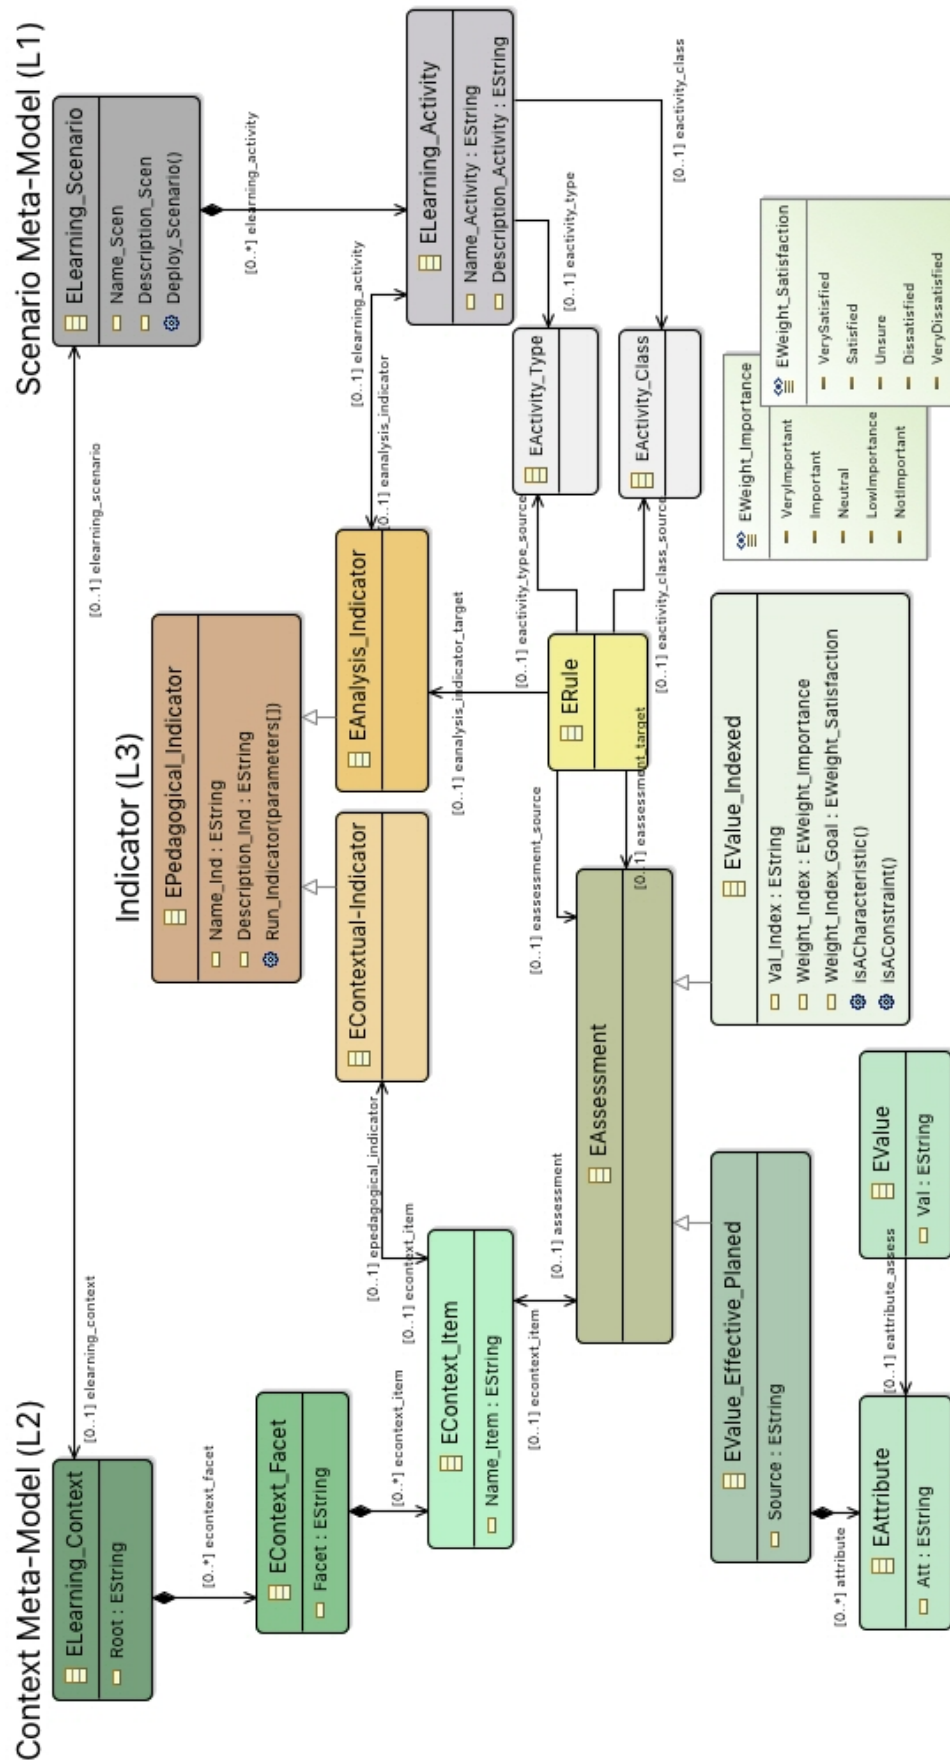 Context Meta-Model (L2)
Indicator (L3)
Scenario Meta-Model (L1)
ELearning_Context
Root : EString
[0..1] elearning_context
[0..1] elearning_scenario
ELearning_Scenario
Name_Scen
Description_Scen
Deploy_Scenario()
[0..*] econtext_facet
EPedagogical_Indicator
Name_Ind : EString
Description_Ind : EString
Run_Indicator(parameters[])
[0..*] elearning_activity
EContext_Facet
Facet : EString
[0..*] econtext_item
[0..1] epedagogical_indicator
[0..1] econtext_item
EContextual-Indicator
EAnalysis_Indicator
[0..1] eanalysis_indicator
[0..1] elearning_activity
ELearning_Activity
Name_Activity : EString
Description_Activity : EString
EContext_Item
Name_Item : EString
[0..1] eanalysis_indicator_target
[0..1] econtext_item
[0..1] assessment
[0..1] eassessment_source
[0..1] eassessment_target
ERule
[0..1] eactivity_type_source
[0..1] eactivity_class_source
EActivity_Type
[0..1] eactivity_type
EActivity_Class
[0..1] eactivity_class
EAssessment
EValue_Effective_Planed
Source : EString
[0..*] attribute
EValue_Indexed
Val_Index : EString
Weight_Index : EWeight_Importance
Weight_Index_Goal : EWeight_Satisfaction
IsACharacteristic()
IsAConstraint()
EWeight_Importance
VeryImportant
Important
Neutral
LowImportance
NotImportant
EWeight_Satisfaction
VerySatisfied
Satisfied
Unsure
Dissatisfied
VeryDissatisfied
EAttribute
Att : EString
[0..1] eattribute_assess
EValue
Val : EString